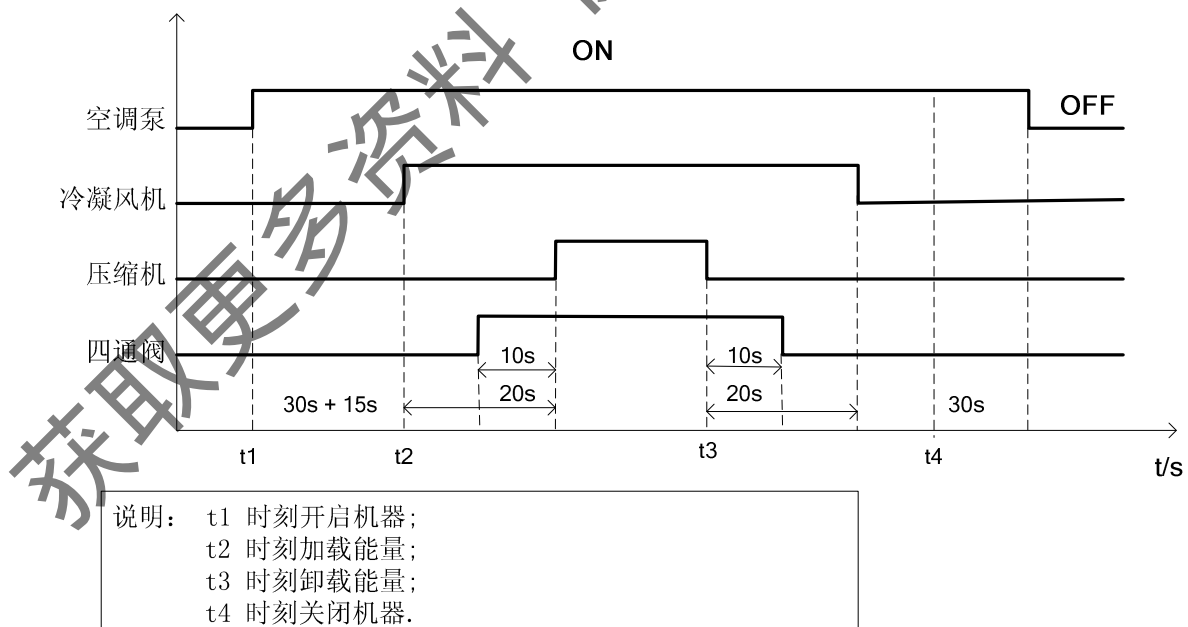 ON
空调泵
OFF
冷凝风机
压缩机
四通阀
10s
10s
30s + 15s
20s
20s
30s
t1
t2
t3
t4
t/s
说明： t1 时刻开启机器;
t2 时刻加载能量;
t3 时刻卸载能量;
t4 时刻关闭机器.
获取更多资料